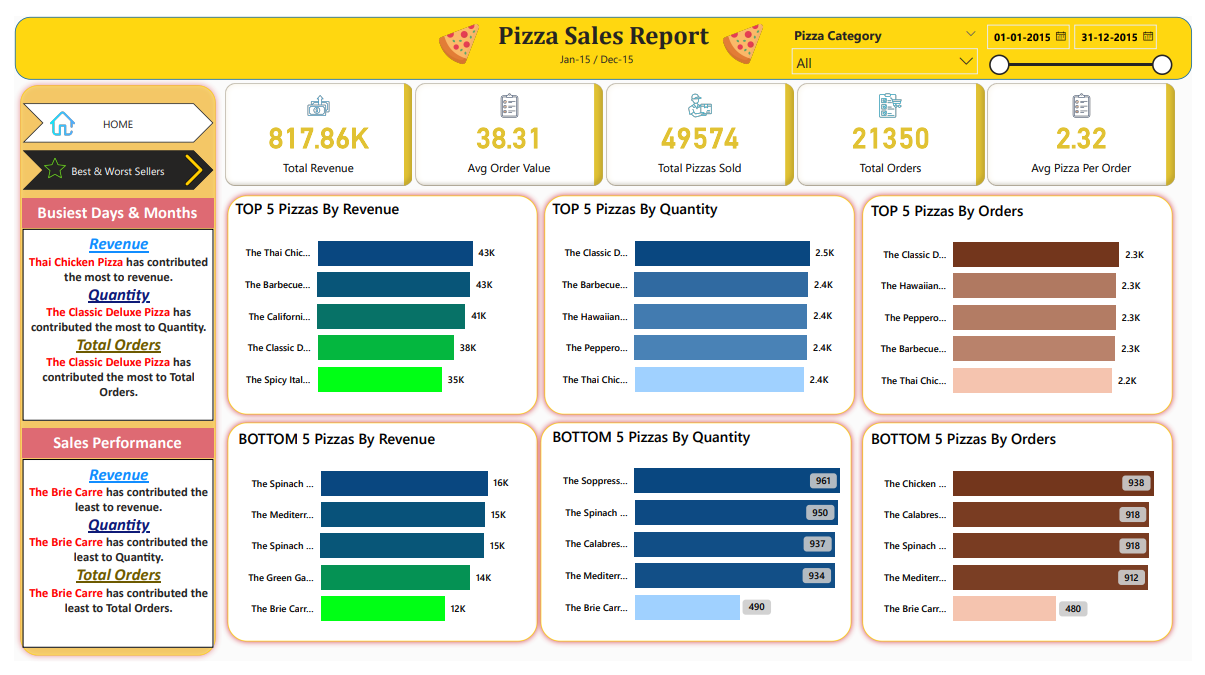 Pizza Sales Report
Jan-15 / Dec-15
Pizza Category
All
01-01-2015
31-12-2015
HOME
Best & Worst Sellers
817.86K
Total Revenue
38.31
Avg Order Value
49574
Total Pizzas Sold
21350
Total Orders
2.32
Avg Pizza Per Order
Busiest Days & Months
Revenue
Thai Chicken Pizza has contributed
the most to revenue.
Quantity
The Classic Deluxe Pizza has
contributed the most to Quantity.
Total Orders
The Classic Deluxe Pizza has
contributed the most to Total
Orders.
Sales Performance
Revenue
The Brie Carre has contributed the
least to revenue.
Quantity
The Brie Carre has contributed the
least to Quantity.
Total Orders
The Brie Carre has contributed the
least to Total Orders.
TOP 5 Pizzas By Revenue
The Thai Chic... 43K
The Barbecue... 43K
The Californi... 41K
The Classic D... 38K
The Spicy Ital... 35K
TOP 5 Pizzas By Quantity
The Classic D... 2.5K
The Barbecue... 2.4K
The Hawaiian... 2.4K
The Peppero... 2.4K
The Thai Chic... 2.4K
TOP 5 Pizzas By Orders
The Classic D... 2.3K
The Hawaiian... 2.3K
The Peppero... 2.3K
The Barbecue... 2.3K
The Thai Chic... 2.2K
BOTTOM 5 Pizzas By Revenue
The Spinach ... 16K
The Mediterr... 15K
The Spinach ... 15K
The Green Ga... 14K
The Brie Carr... 12K
BOTTOM 5 Pizzas By Quantity
The Soppress... 961
The Spinach ... 950
The Calabres... 937
The Mediterr... 934
The Brie Carr... 490
BOTTOM 5 Pizzas By Orders
The Chicken ... 938
The Calabres... 918
The Spinach ... 918
The Mediterr... 912
The Brie Carr... 480